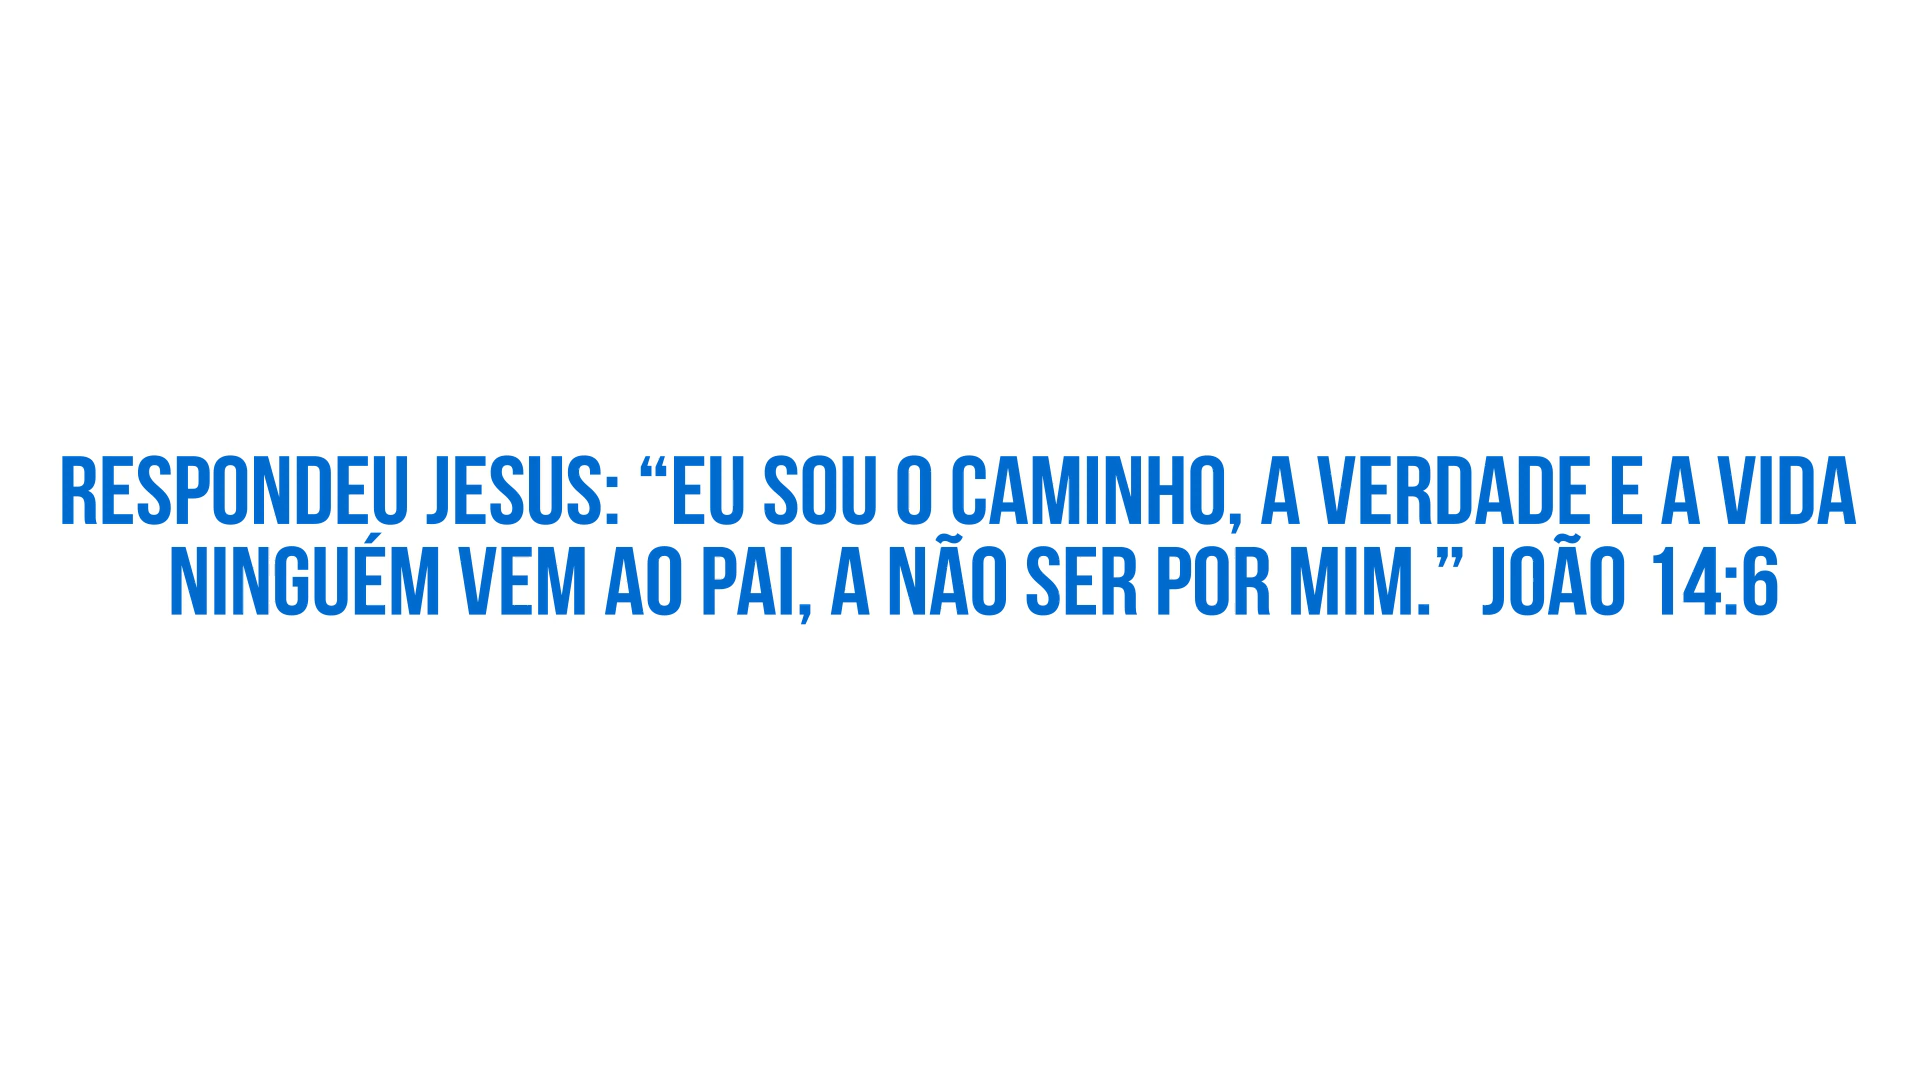 RESPONDEU JESUS: “EU SOU O CAMINHO, A VERDADE E A VIDA
NINGUÉM VEM AO PAI, A NÃO SER POR MIM.” JOÃO 14:6